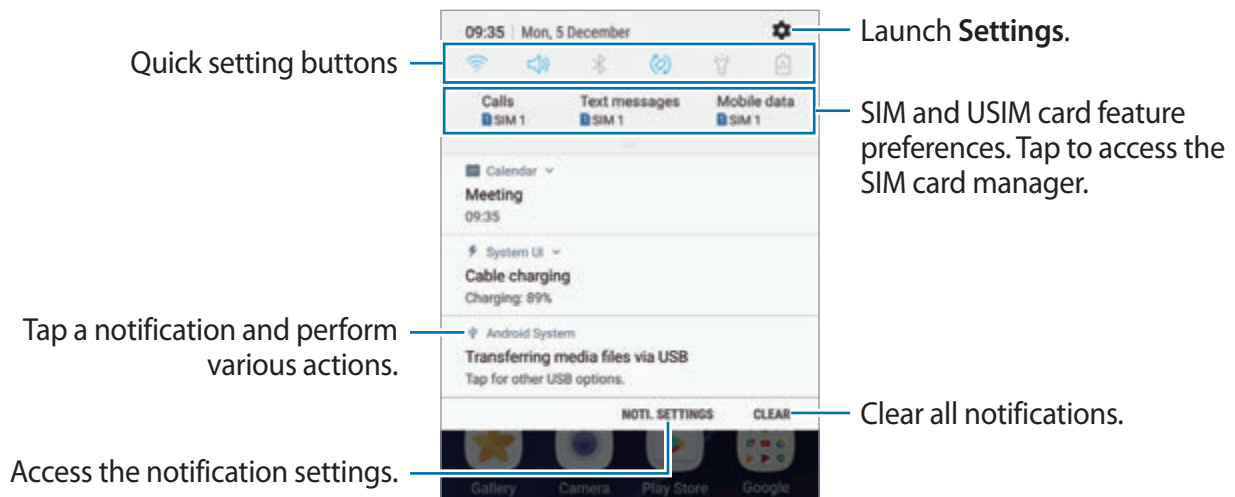 09:35 | Mon, 5 December
Launch Settings.
Quick setting buttons
Calls Text messages Mobile data
SIM 1 SIM 1 SIM 1
SIM and USIM card feature
preferences. Tap to access the
SIM card manager.
Calendar
Meeting
09:35
System UI
Cable charging
Charging: 89%
Tap a notification and perform
various actions.
Android System
Transferring media files via USB
Tap for other USB options.
NOTI. SETTINGS CLEAR
Clear all notifications.
Access the notification settings.
Gallery Camera Play Store Google